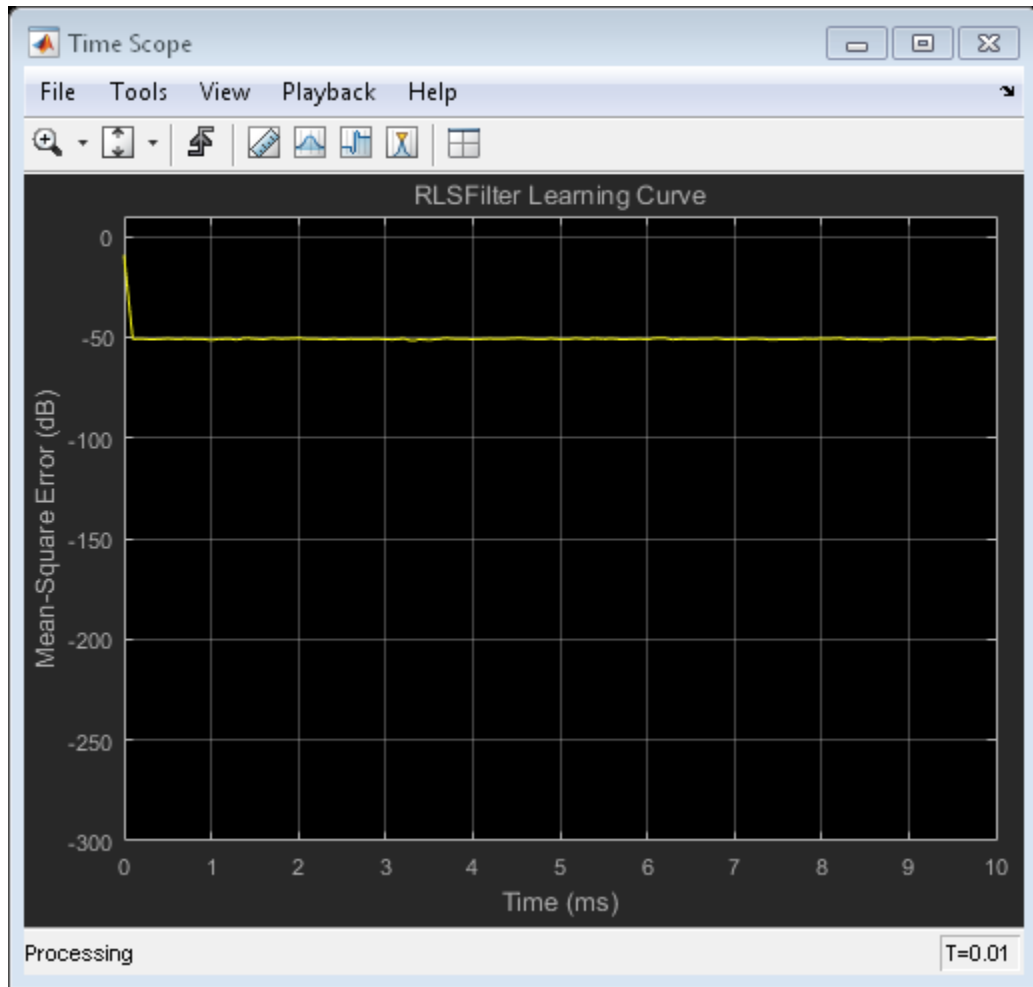 Time Scope
File Tools View Playback Help
RLSFilter Learning Curve
0
-50
-100
-150
-200
-250
-300
Mean-Square Error (dB)
0 1 2 3 4 5 6 7 8 9 10
Time (ms)
Processing T=0.01